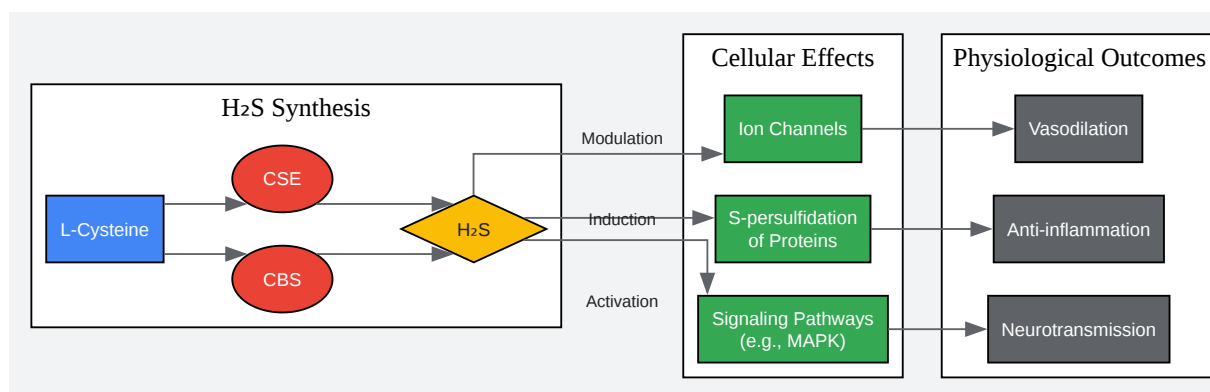 H₂S Synthesis
L-Cysteine
CSE
CBS
H₂S
Modulation
Induction
Activation
Cellular Effects
Ion Channels
S-persulfidation
of Proteins
Signaling Pathways
(e.g., MAPK)
Physiological Outcomes
Vasodilation
Anti-inflammation
Neurotransmission